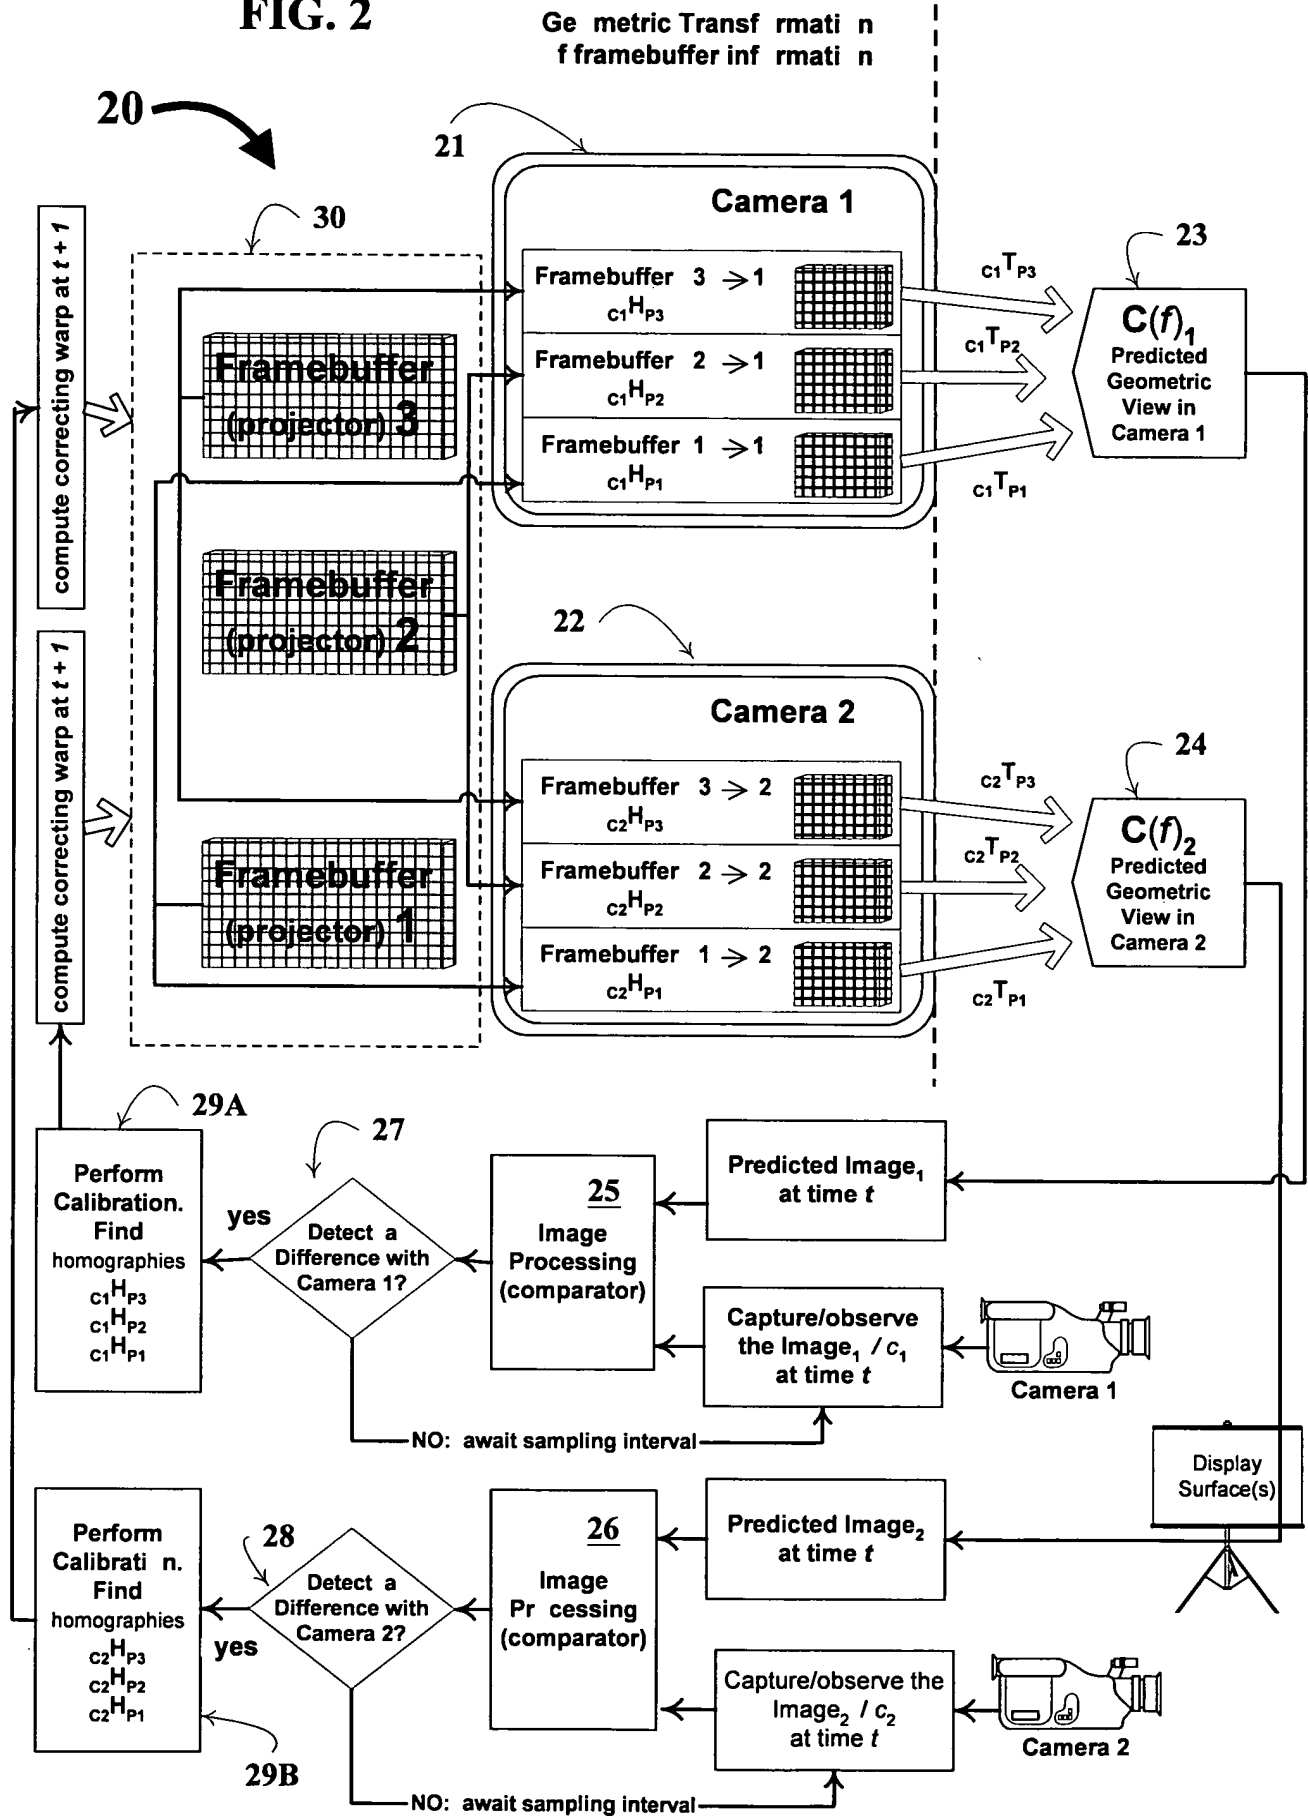 FIG. 2
Ge metric Transf rmati n
f framebuffer inf rmati n
20
21
30
compute correcting warp at t + 1
Camera 1
Framebuffer 3 → 1
C1HP3
Framebuffer 2 → 1
C1HP2
Framebuffer 1 → 1
C1HP1
C1TP3
C1TP2
C1TP1
23
C(f)1
Predicted
Geometric
View in
Camera 1
Framebuffer
(projector) 3
Framebuffer
(projector) 2
Framebuffer
(projector) 1
compute correcting warp at t + 1
22
Camera 2
Framebuffer 3 → 2
C2HP3
Framebuffer 2 → 2
C2HP2
Framebuffer 1 → 2
C2HP1
C2TP3
C2TP2
C2TP1
24
C(f)2
Predicted
Geometric
View in
Camera 2
29A
Perform
Calibration.
Find
homographies
C1HP3
C1HP2
C1HP1
yes
27
Detect a
Difference with
Camera 1?
25
Image
Processing
(comparator)
Predicted Image1
at time t
Capture/observe
the Image1 / c1
at time t
Camera 1
NO: await sampling interval
Display
Surface(s)
Perform
Calibrati n.
Find
homographies
C2HP3
C2HP2
C2HP1
29B
28
yes
Detect a
Difference with
Camera 2?
26
Image
Pr cessing
(comparator)
Predicted Image2
at time t
Capture/observe the
Image2 / c2
at time t
Camera 2
NO: await sampling interval